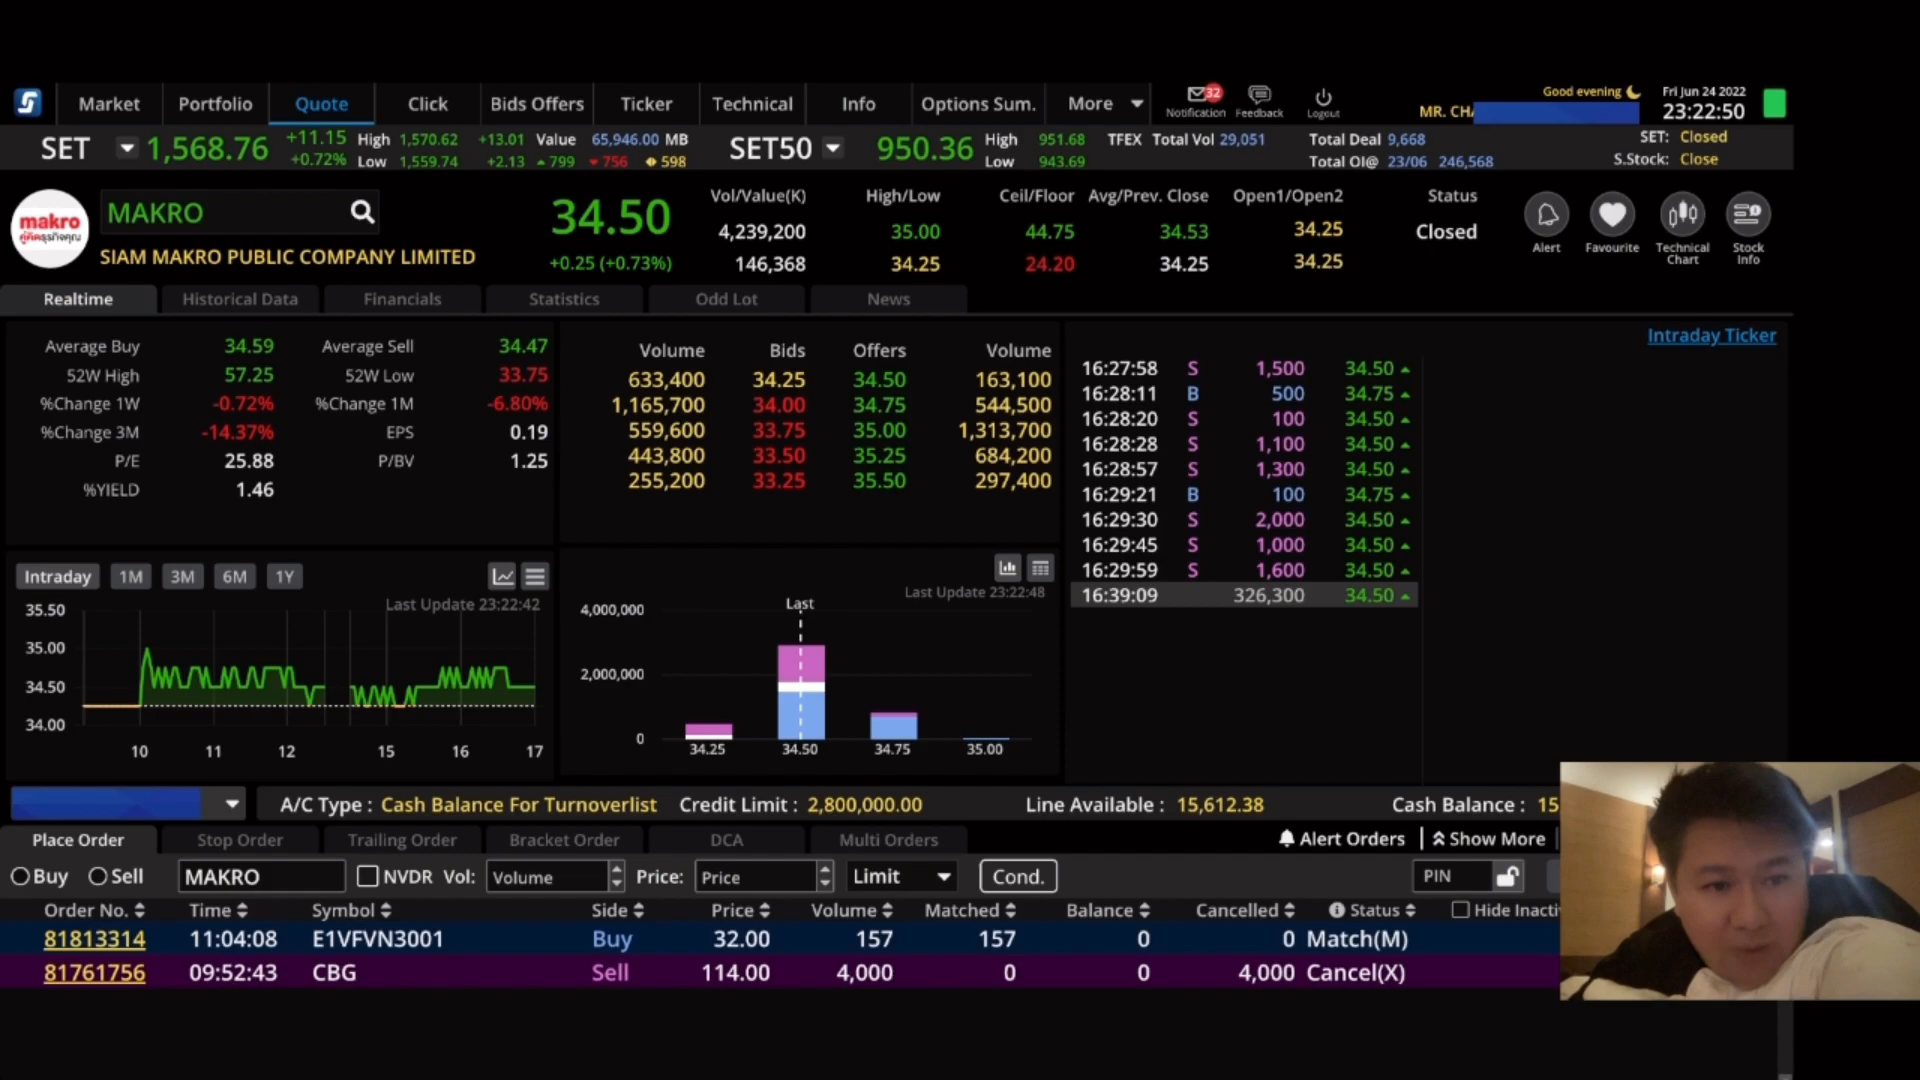 Market Portfolio Quote Click Bids Offers Ticker Technical Info Options Sum. More
32
Notification Feedback Logout
Good evening
MR. CHA
Fri Jun 24 2022
23:22:50
SET 1,568.76 +11.15 +0.72% High 1,570.62 +13.01 Value 65,946.00 MB
Low 1,559.74 +2.13 799 756 598
SET50 950.36 High 951.68 Low 943.69
TFEX Total Vol 29,051 Total Deal 9,668
Total OI@ 23/06 246,568
SET: Closed
S.Stock: Close
makro
คู่คิดธุรกิจคุณ
MAKRO
SIAM MAKRO PUBLIC COMPANY LIMITED
34.50
+0.25 (+0.73%)
Vol/Value(K) High/Low Ceil/Floor Avg/Prev. Close Open1/Open2 Status
4,239,200 35.00 44.75 34.53 34.25 Closed
146,368 34.25 24.20 34.25 34.25
Alert Favourite Technical Chart Stock Info
Realtime Historical Data Financials Statistics Odd Lot News
Average Buy 34.59 Average Sell 34.47
52W High 57.25 52W Low 33.75
%Change 1W -0.72% %Change 1M -6.80%
%Change 3M -14.37% EPS 0.19
P/E 25.88 P/BV 1.25
%YIELD 1.46
Volume Bids Offers Volume
633,400 34.25 34.50 163,100
1,165,700 34.00 34.75 544,500
559,600 33.75 35.00 1,313,700
443,800 33.50 35.25 684,200
255,200 33.25 35.50 297,400
Intraday Ticker
16:27:58 S 1,500 34.50
16:28:11 B 500 34.75
16:28:20 S 100 34.50
16:28:28 S 1,100 34.50
16:28:57 S 1,300 34.50
16:29:21 B 100 34.75
16:29:30 S 2,000 34.50
16:29:45 S 1,000 34.50
16:29:59 S 1,600 34.50
16:39:09 326,300 34.50
Intraday 1M 3M 6M 1Y
Last Update 23:22:42
35.50
35.00
34.50
34.00
10 11 12 15 16 17
Last Update 23:22:48
Last
4,000,000
2,000,000
0
34.25 34.50 34.75 35.00
A/C Type : Cash Balance For Turnoverlist Credit Limit : 2,800,000.00 Line Available : 15,612.38 Cash Balance : 15
Place Order Stop Order Trailing Order Bracket Order DCA Multi Orders Alert Orders Show More
Buy Sell MAKRO NVDR Vol: Volume Price: Price Limit Cond. PIN
Order No. Time Symbol Side Price Volume Matched Balance Cancelled Status Hide Inacti
81813314 11:04:08 E1VFVN3001 Buy 32.00 157 157 0 0 Match(M)
81761756 09:52:43 CBG Sell 114.00 4,000 0 0 4,000 Cancel(X)